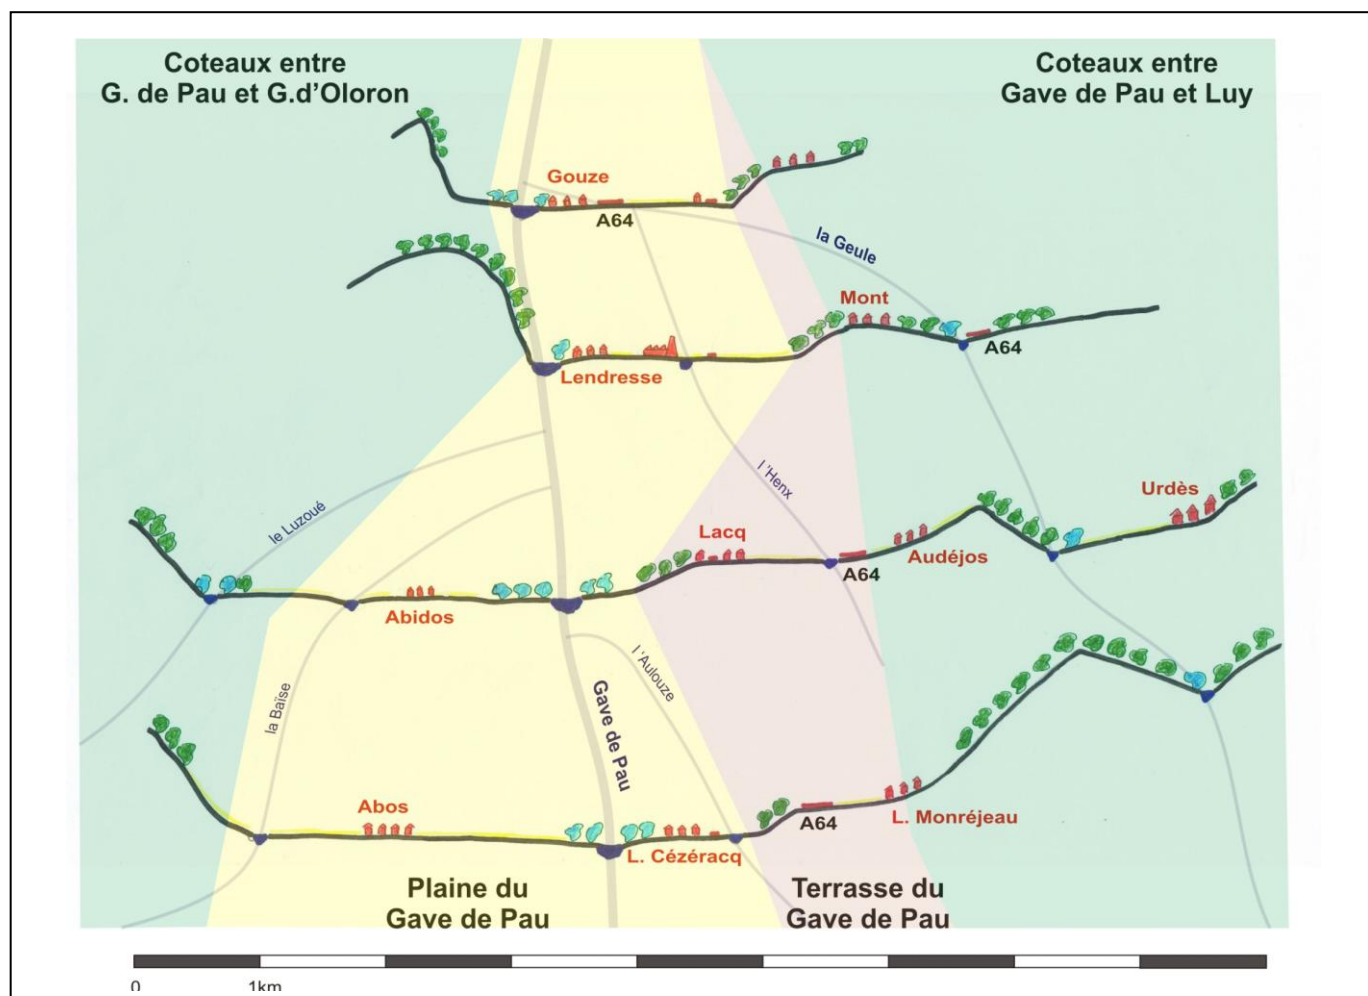 Coteaux entre
G. de Pau et G.d'Oloron
Coteaux entre
Gave de Pau et Luy
Gouze
A64
la Geule
Mont
A64
Lendresse
le Luzoué
l'Henx
Urdès
Lacq
Audéjos
A64
Abidos
la Baïse
l'Aulouze
Gave de Pau
Abos
A64
L. Monréjeau
L. Cézéracq
Plaine du
Gave de Pau
Terrasse du
Gave de Pau
0 1km